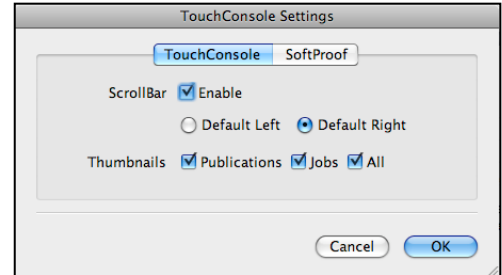 TouchConsole Settings
TouchConsole SoftProof
ScrollBar Enable
Default Left Default Right
Thumbnails Publications Jobs All
Cancel OK